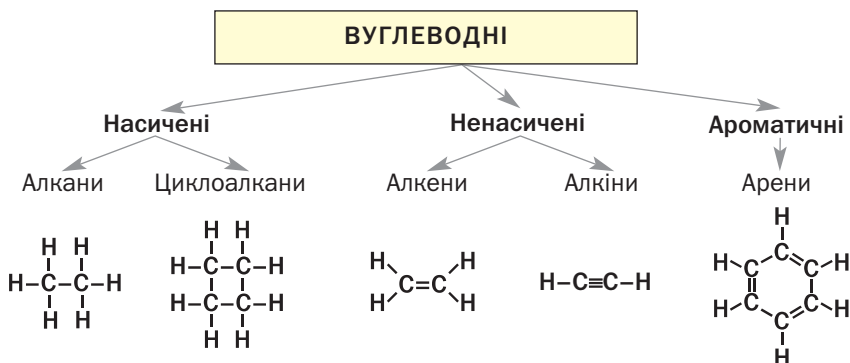 ВУГЛЕВОДНІ
Насичені Ненасичені Ароматичні
Алкани Циклоалкани Алкени Алкіни Арени
H
H H H H H
H–C–C–H H–C–C–H H C=C H H–C≡C–H H C C C H
H H H–C–C–H H H H C C C H
H H H